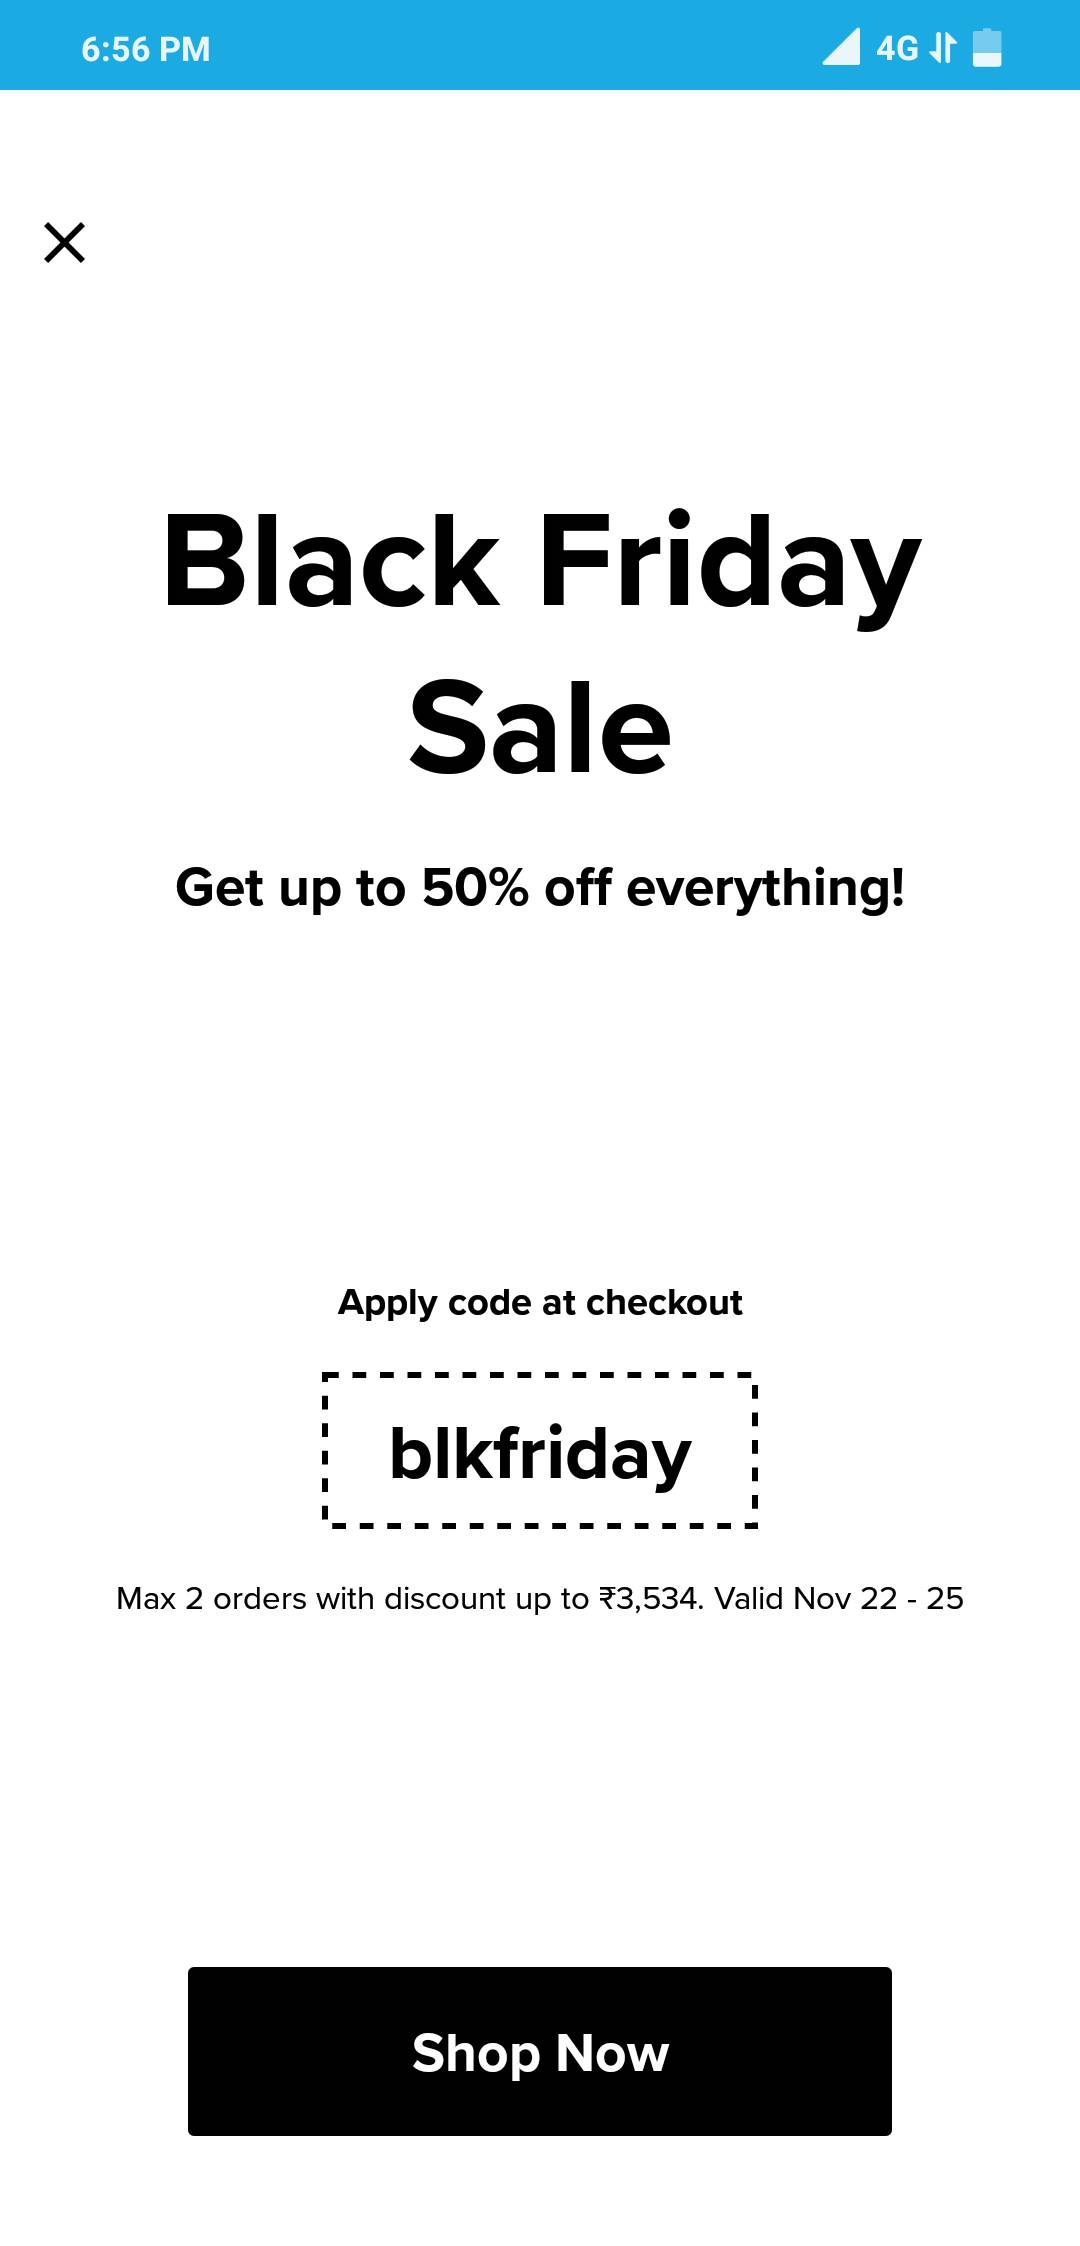 6:56 PM 4G
Black Friday
Sale
Get up to 50% off everything!
Apply code at checkout
blkfriday
Max 2 orders with discount up to ₹3,534. Valid Nov 22 - 25
Shop Now